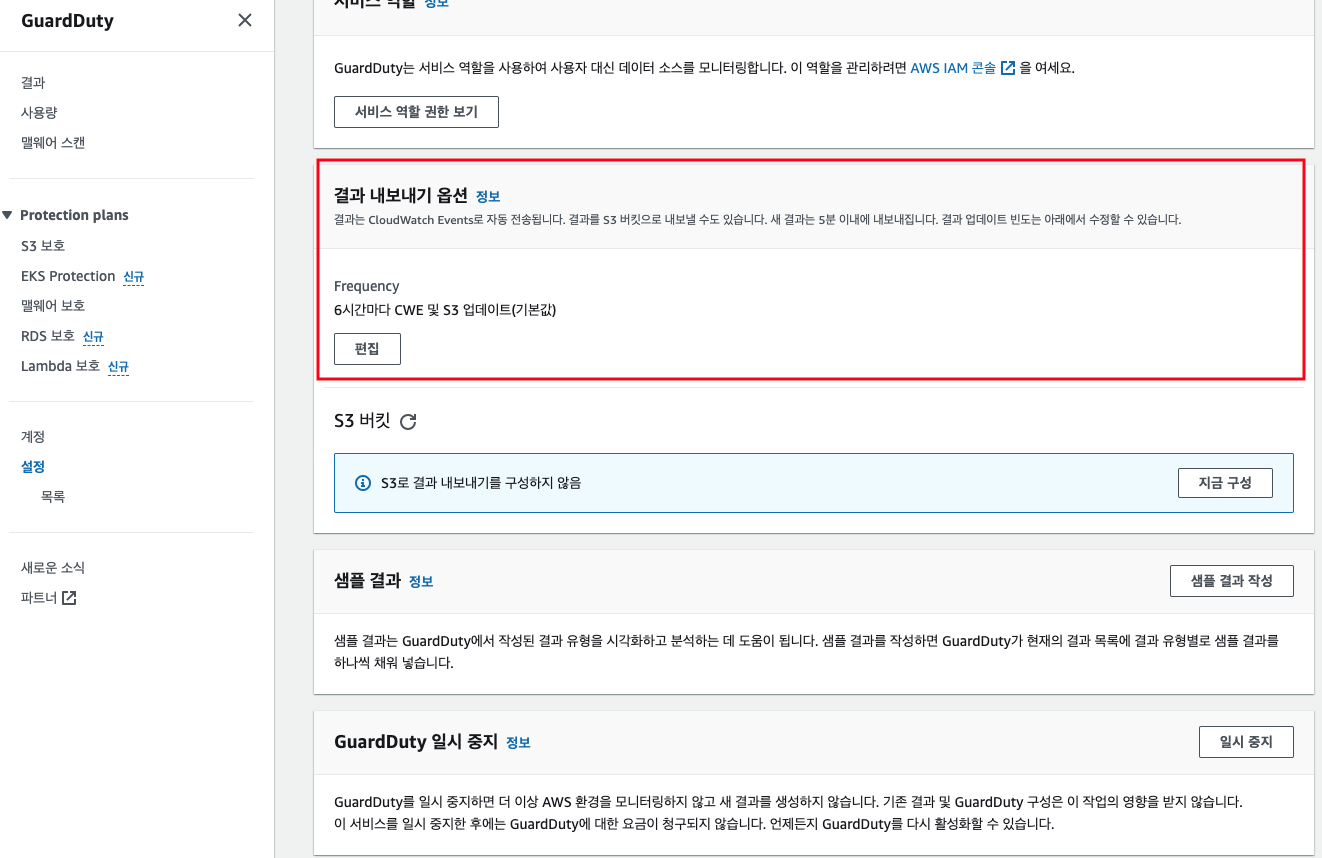 GuardDuty
결과
사용량
맬웨어 스캔
Protection plans
S3 보호
EKS Protection 신규
맬웨어 보호
RDS 보호 신규
Lambda 보호 신규
계정
설정
목록
새로운 소식
파트너
서비스 역할 정보
GuardDuty는 서비스 역할을 사용하여 사용자 대신 데이터 소스를 모니터링합니다. 이 역할을 관리하려면 AWS IAM 콘솔 을 여세요.
서비스 역할 권한 보기
결과 내보내기 옵션 정보
결과는 CloudWatch Events로 자동 전송됩니다. 결과를 S3 버킷으로 내보낼 수도 있습니다. 새 결과는 5분 이내에 내보내집니다. 결과 업데이트 빈도는 아래에서 수정할 수 있습니다.
Frequency
6시간마다 CWE 및 S3 업데이트(기본값)
편집
S3 버킷
S3로 결과 내보내기를 구성하지 않음
지금 구성
샘플 결과 정보
샘플 결과 작성
샘플 결과는 GuardDuty에서 작성된 결과 유형을 시각화하고 분석하는 데 도움이 됩니다. 샘플 결과를 작성하면 GuardDuty가 현재의 결과 목록에 결과 유형별로 샘플 결과를
하나씩 채워 넣습니다.
GuardDuty 일시 중지 정보
일시 중지
GuardDuty를 일시 중지하면 더 이상 AWS 환경을 모니터링하지 않고 새 결과를 생성하지 않습니다. 기존 결과 및 GuardDuty 구성은 이 작업의 영향을 받지 않습니다.
이 서비스를 일시 중지한 후에는 GuardDuty에 대한 요금이 청구되지 않습니다. 언제든지 GuardDuty를 다시 활성화할 수 있습니다.